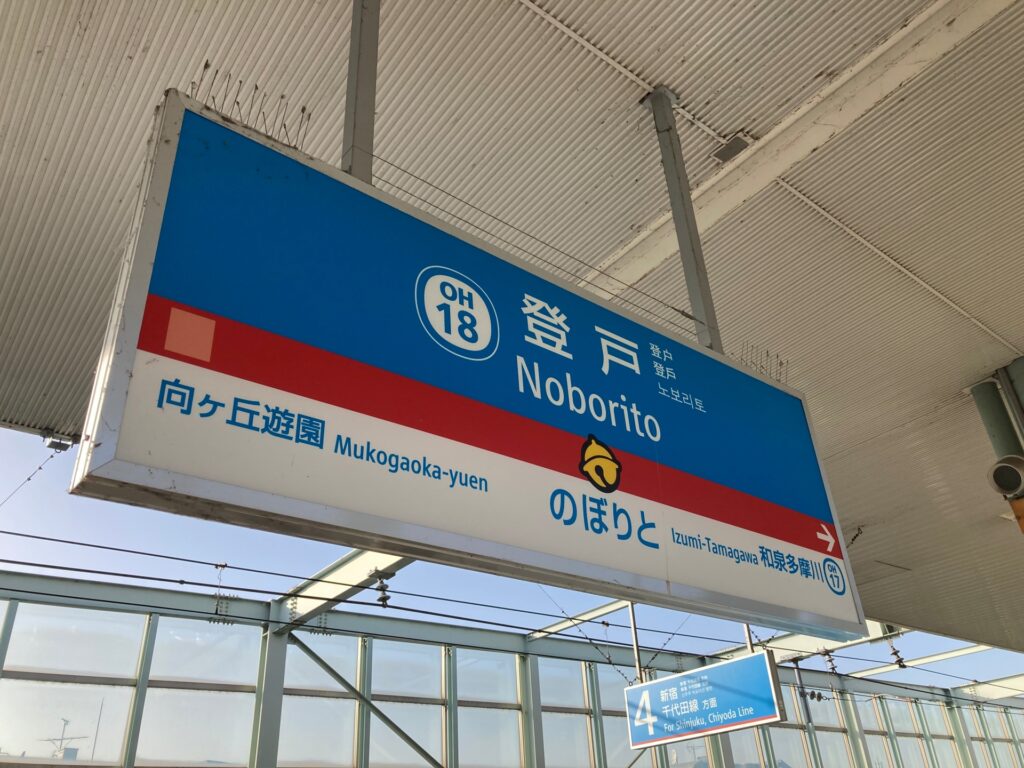 OH
18
登戸
登户
登戶
노보리토
Noborito
向ヶ丘遊園 Mukogaoka-yuen
のぼりと
Izumi-Tamagawa 和泉多摩川
OH
17
4
新宿
千代田線 方面
For Shinjuku, Chiyoda Line